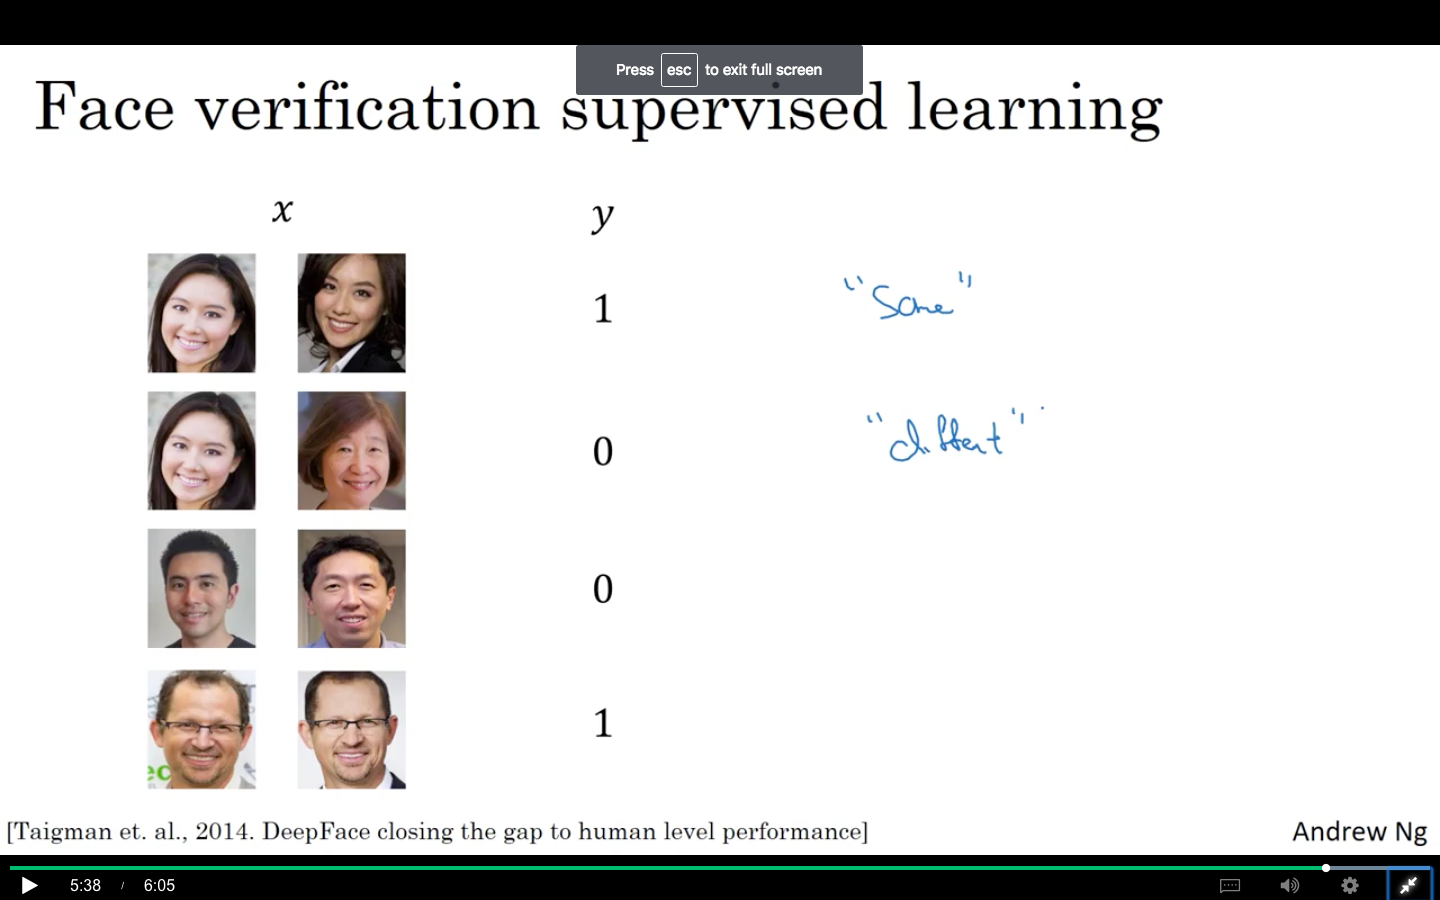 Press esc to exit full screen
Face verification supervised learning
x y
1 "Same"
0 "different"
0
1
[Taigman et. al., 2014. DeepFace closing the gap to human level performance]
Andrew Ng
5:38 / 6:05